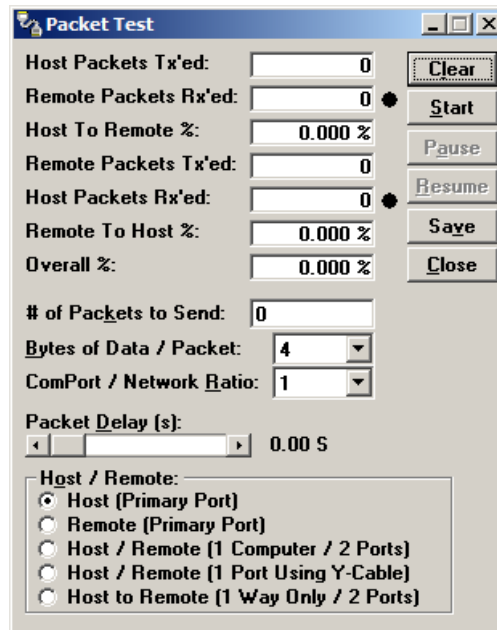 Packet Test
Host Packets Tx'ed: 0
Remote Packets Rx'ed: 0
Host To Remote %: 0.000 %
Remote Packets Tx'ed: 0
Host Packets Rx'ed: 0
Remote To Host %: 0.000 %
Overall %: 0.000 %
Clear
Start
Pause
Resume
Save
Close
# of Packets to Send: 0
Bytes of Data / Packet: 4
ComPort / Network Ratio: 1
Packet Delay (s):
0.00 S
Host / Remote:
Host (Primary Port)
Remote (Primary Port)
Host / Remote (1 Computer / 2 Ports)
Host / Remote (1 Port Using Y-Cable)
Host to Remote (1 Way Only / 2 Ports)